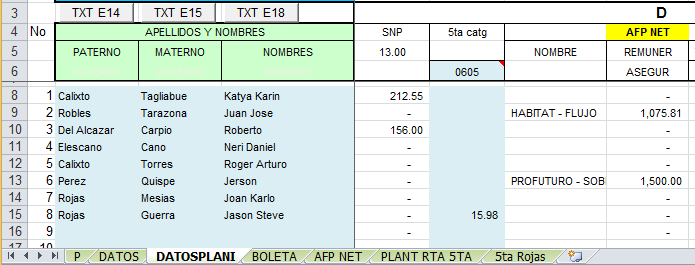 3 TXT E14 TXT E15 TXT E18 D
4 No APELLIDOS Y NOMBRES SNP 5ta catg AFP NET
5 PATERNO MATERNO NOMBRES 13.00 NOMBRE REMUNER
6 0605 ASEGUR
8 1 Calixto Tagliabue Katya Karin 212.55 -
9 2 Robles Tarazona Juan Jose - HABITAT - FLUJO 1,075.81
10 3 Del Alcazar Carpio Roberto 156.00 -
11 4 Elescano Cano Neri Daniel - -
12 5 Calixto Torres Roger Arturo - -
13 6 Perez Quispe Jerson - PROFUTURO - SOB 1,500.00
14 7 Rojas Mesias Joan Karlo - -
15 8 Rojas Guerra Jason Steve - 15.98 -
16 9 - -
17 10 - -
P DATOS DATOSPLANI BOLETA AFP NET PLANT RTA 5TA 5ta Rojas